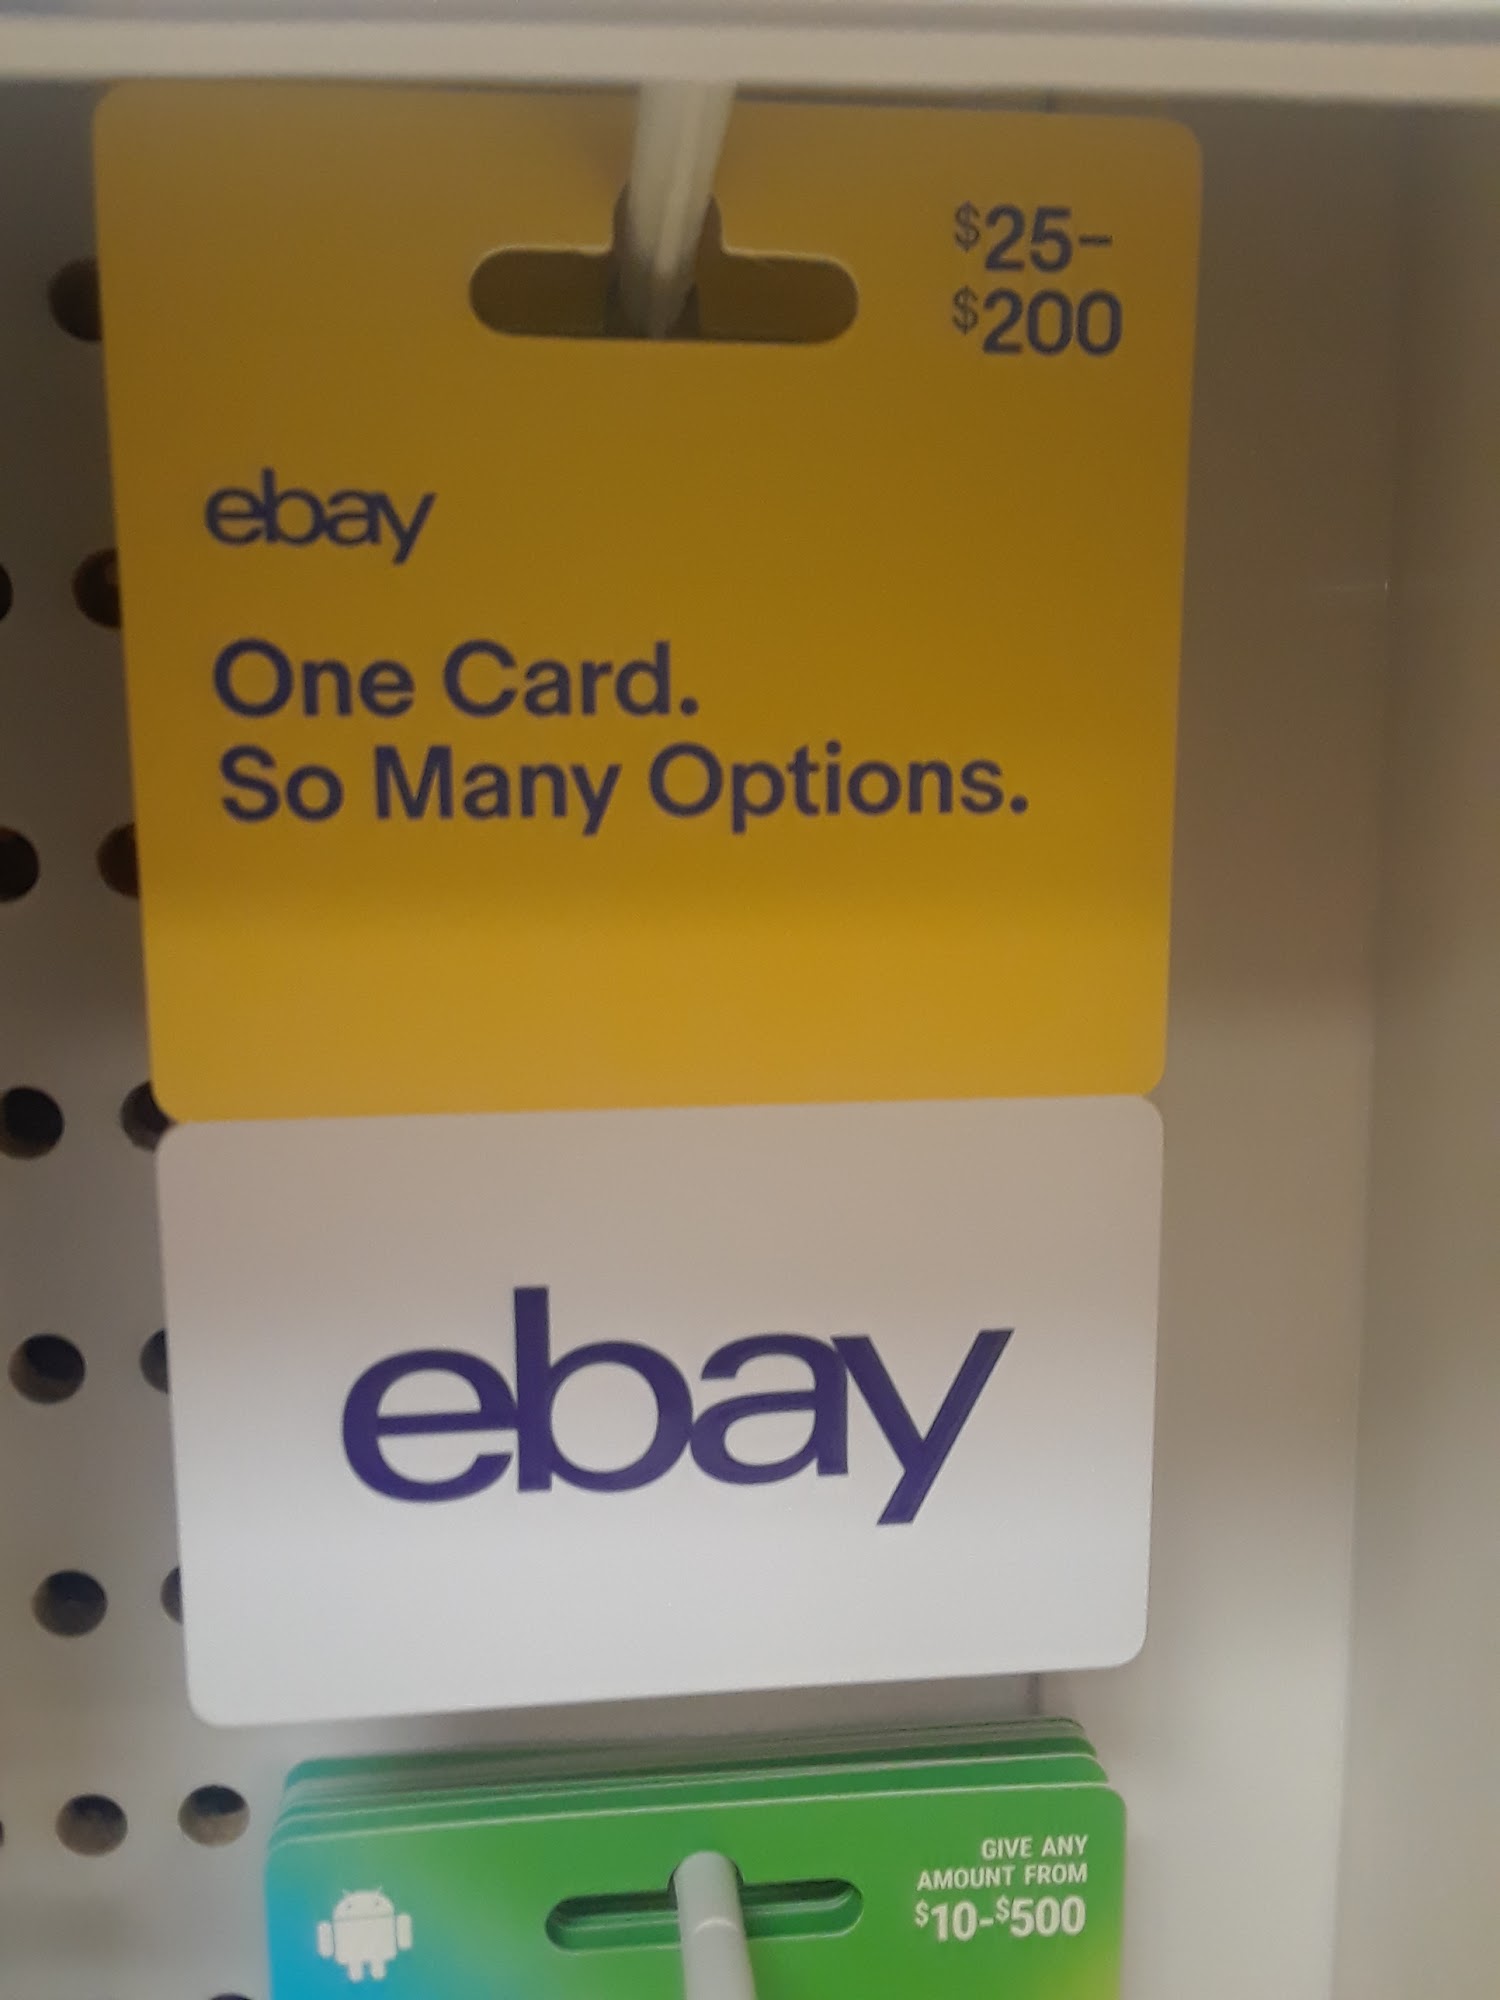 $25–
$200
ebay
One Card.
So Many Options.
ebay
GIVE ANY
AMOUNT FROM
$10-$500